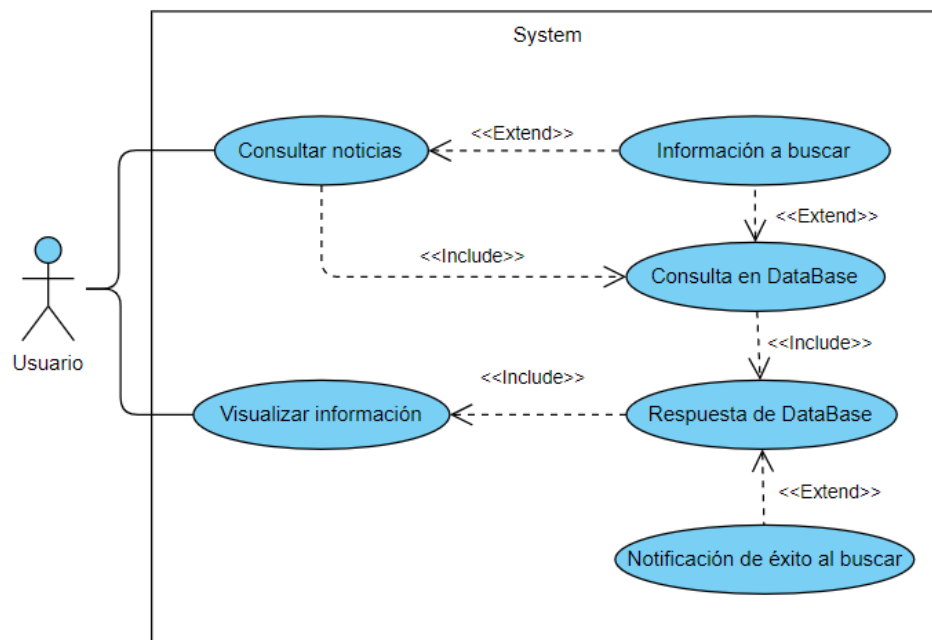 System
Consultar noticias
<<Extend>>
Información a buscar
<<Extend>>
<<Include>>
Consulta en DataBase
Usuario
<<Include>>
<<Include>>
Visualizar información
Respuesta de DataBase
<<Extend>>
Notificación de éxito al buscar